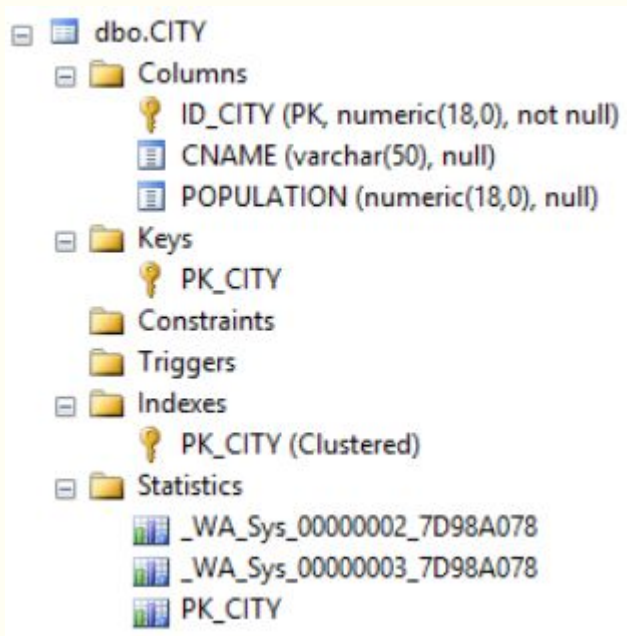 dbo.CITY
Columns
ID_CITY (PK, numeric(18,0), not null)
CNAME (varchar(50), null)
POPULATION (numeric(18,0), null)
Keys
PK_CITY
Constraints
Triggers
Indexes
PK_CITY (Clustered)
Statistics
_WA_Sys_00000002_7D98A078
_WA_Sys_00000003_7D98A078
PK_CITY